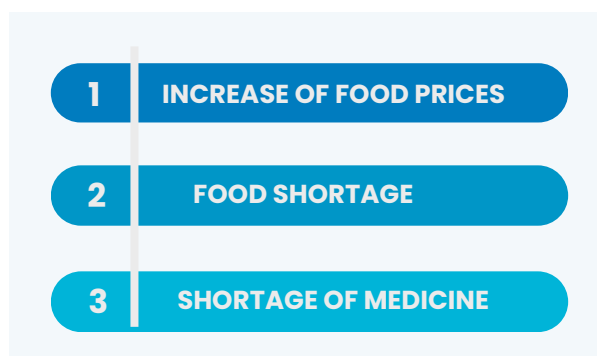 1 INCREASE OF FOOD PRICES
2 FOOD SHORTAGE
3 SHORTAGE OF MEDICINE